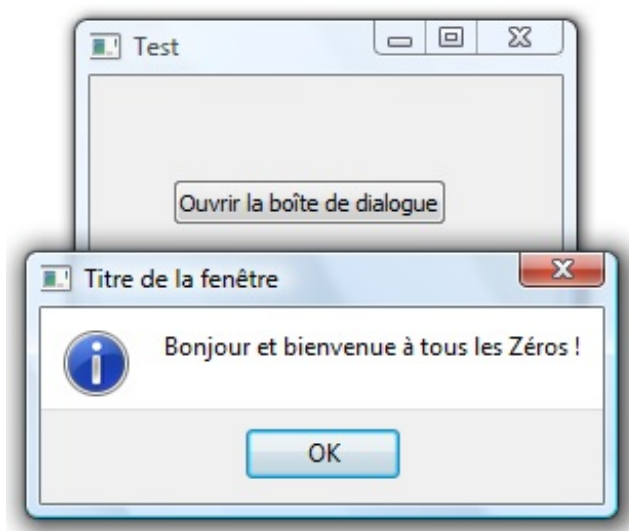 Test
Ouvrir la boîte de dialogue
Titre de la fenêtre
Bonjour et bienvenue à tous les Zéros !
OK